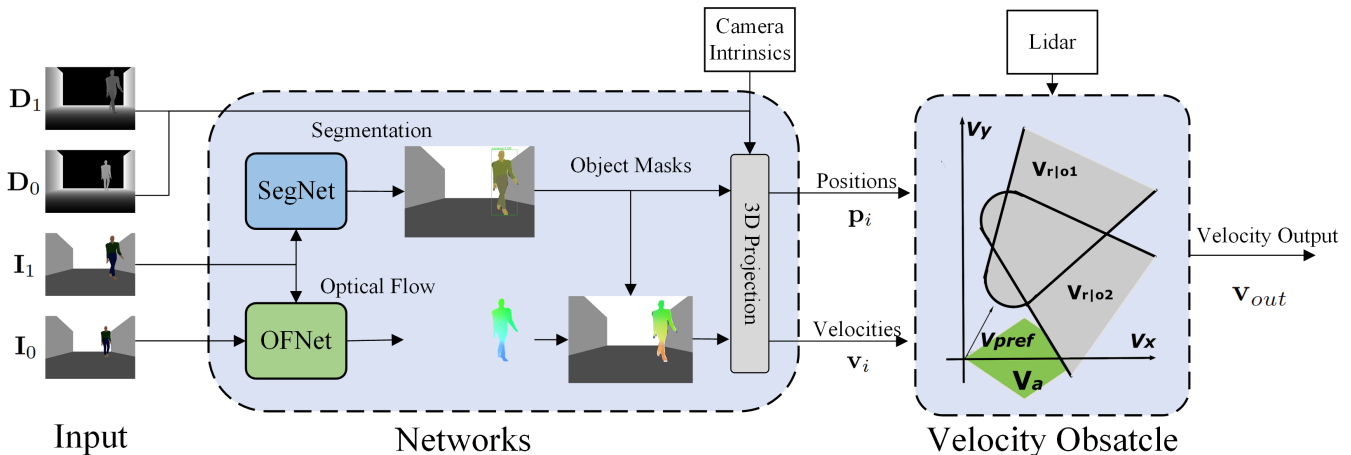 Camera
Intrinsics
Lidar
D1
D0
I1
I0
Segmentation
SegNet
Object Masks
Optical Flow
OFNet
3D Projection
Positions
pi
Velocities
vi
Vy
Vr|o1
Vr|o2
Vpref
Vx
Va
Velocity Output
vout
Input
Networks
Velocity Obsatcle